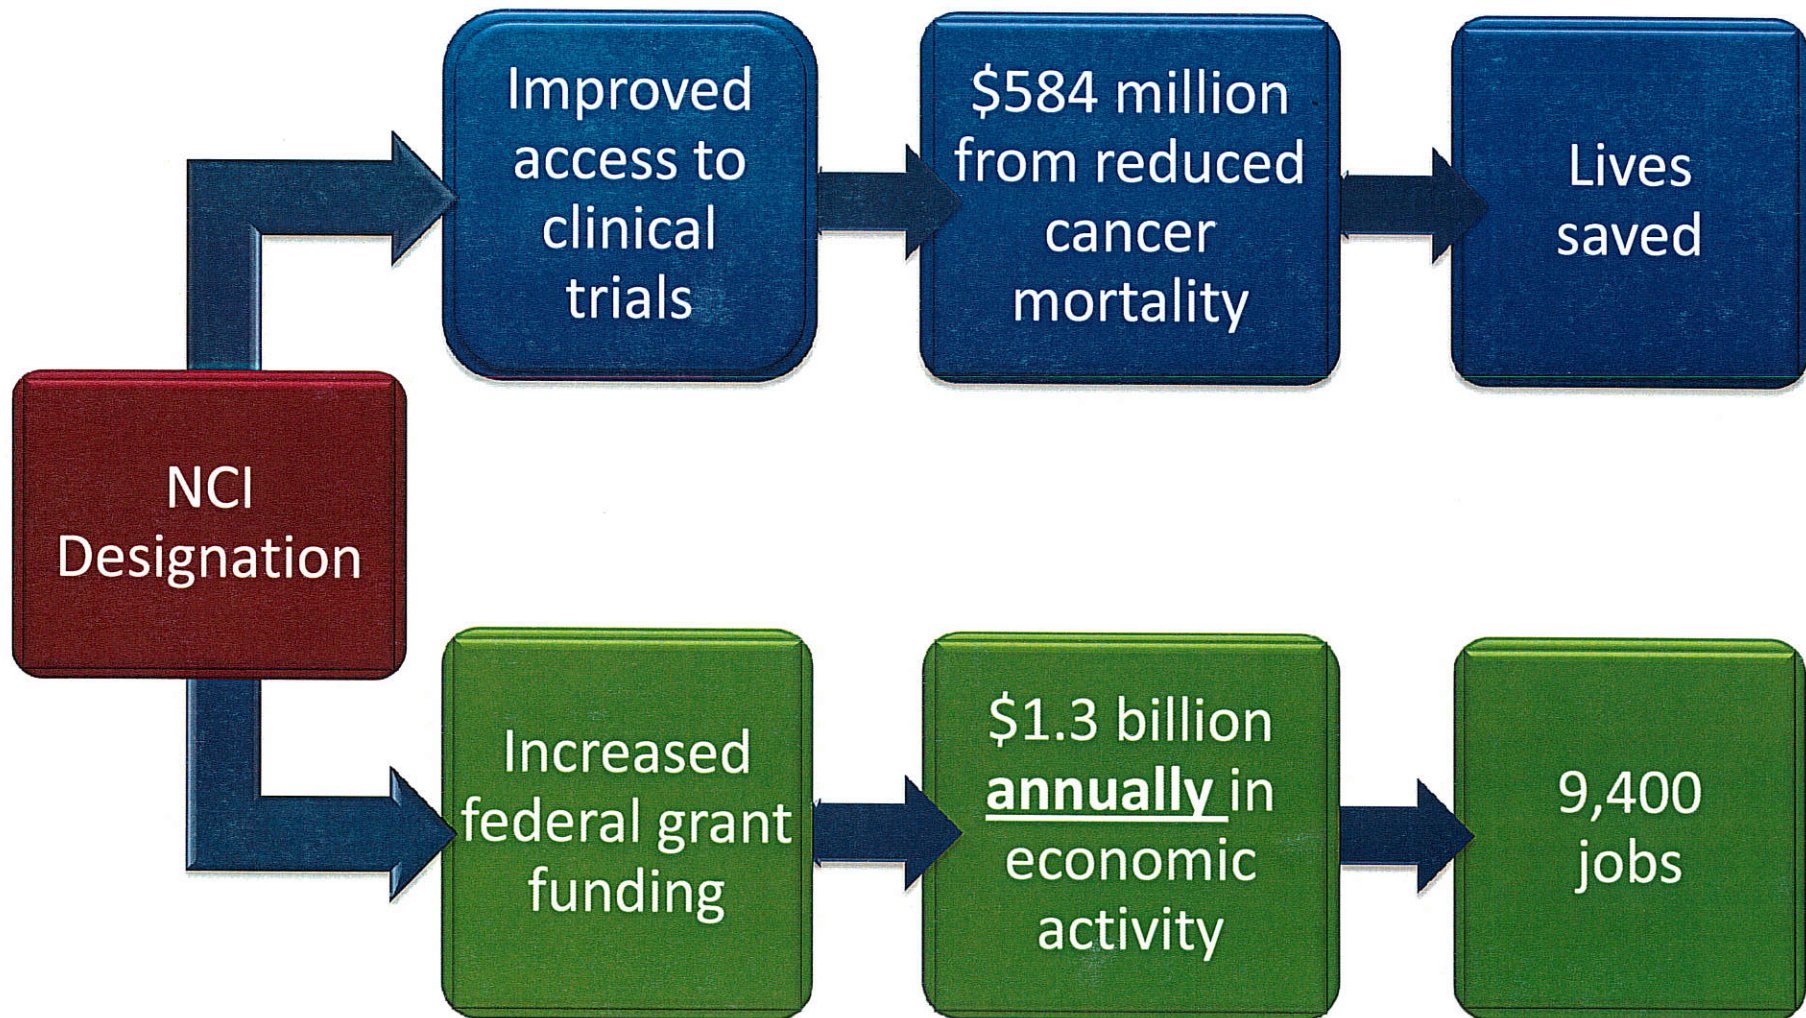 Improved
access to
clinical
trials
$584 million
from reduced
cancer
mortality
Lives
saved
NCI
Designation
Increased
federal grant
funding
$1.3 billion
annually in
economic
activity
9,400
jobs